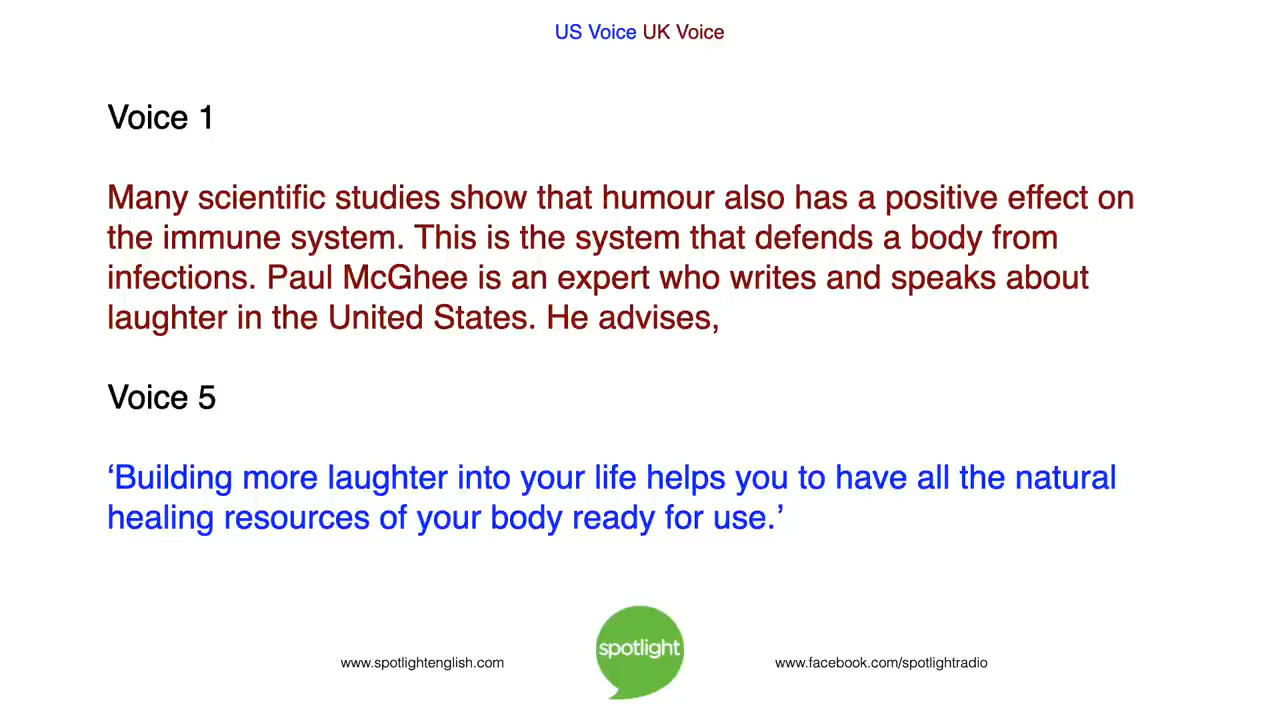 US Voice UK Voice
Voice 1
Many scientific studies show that humour also has a positive effect on
the immune system. This is the system that defends a body from
infections. Paul McGhee is an expert who writes and speaks about
laughter in the United States. He advises,
Voice 5
‘Building more laughter into your life helps you to have all the natural
healing resources of your body ready for use.’
www.spotlightenglish.com
spotlight
www.facebook.com/spotlightradio